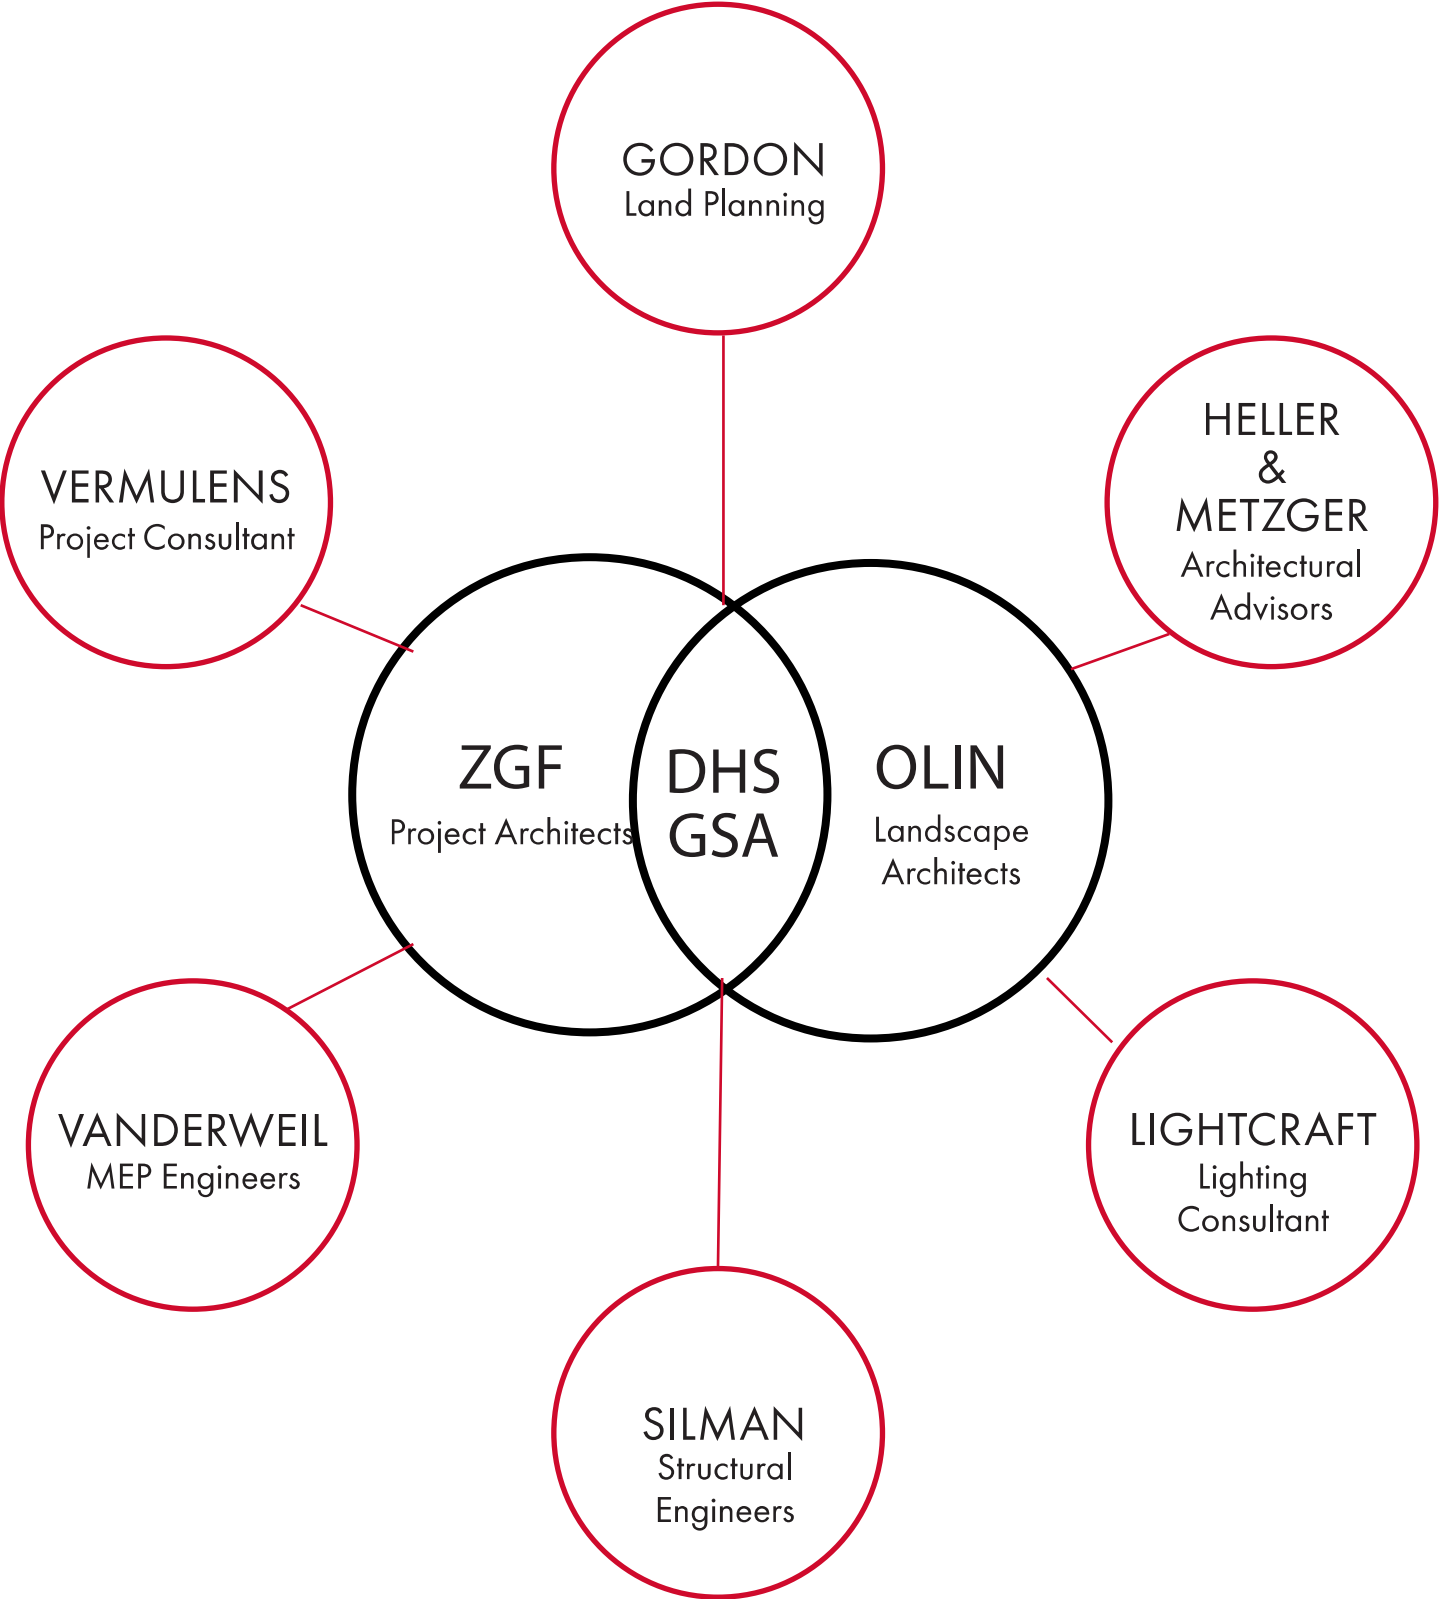 GORDON
Land Planning
VERMULENS
Project Consultant
HELLER
&
METZGER
Architectural
Advisors
ZGF
Project Architects
DHS
GSA
OLIN
Landscape
Architects
VANDERWEIL
MEP Engineers
LIGHTCRAFT
Lighting
Consultant
SILMAN
Structural
Engineers